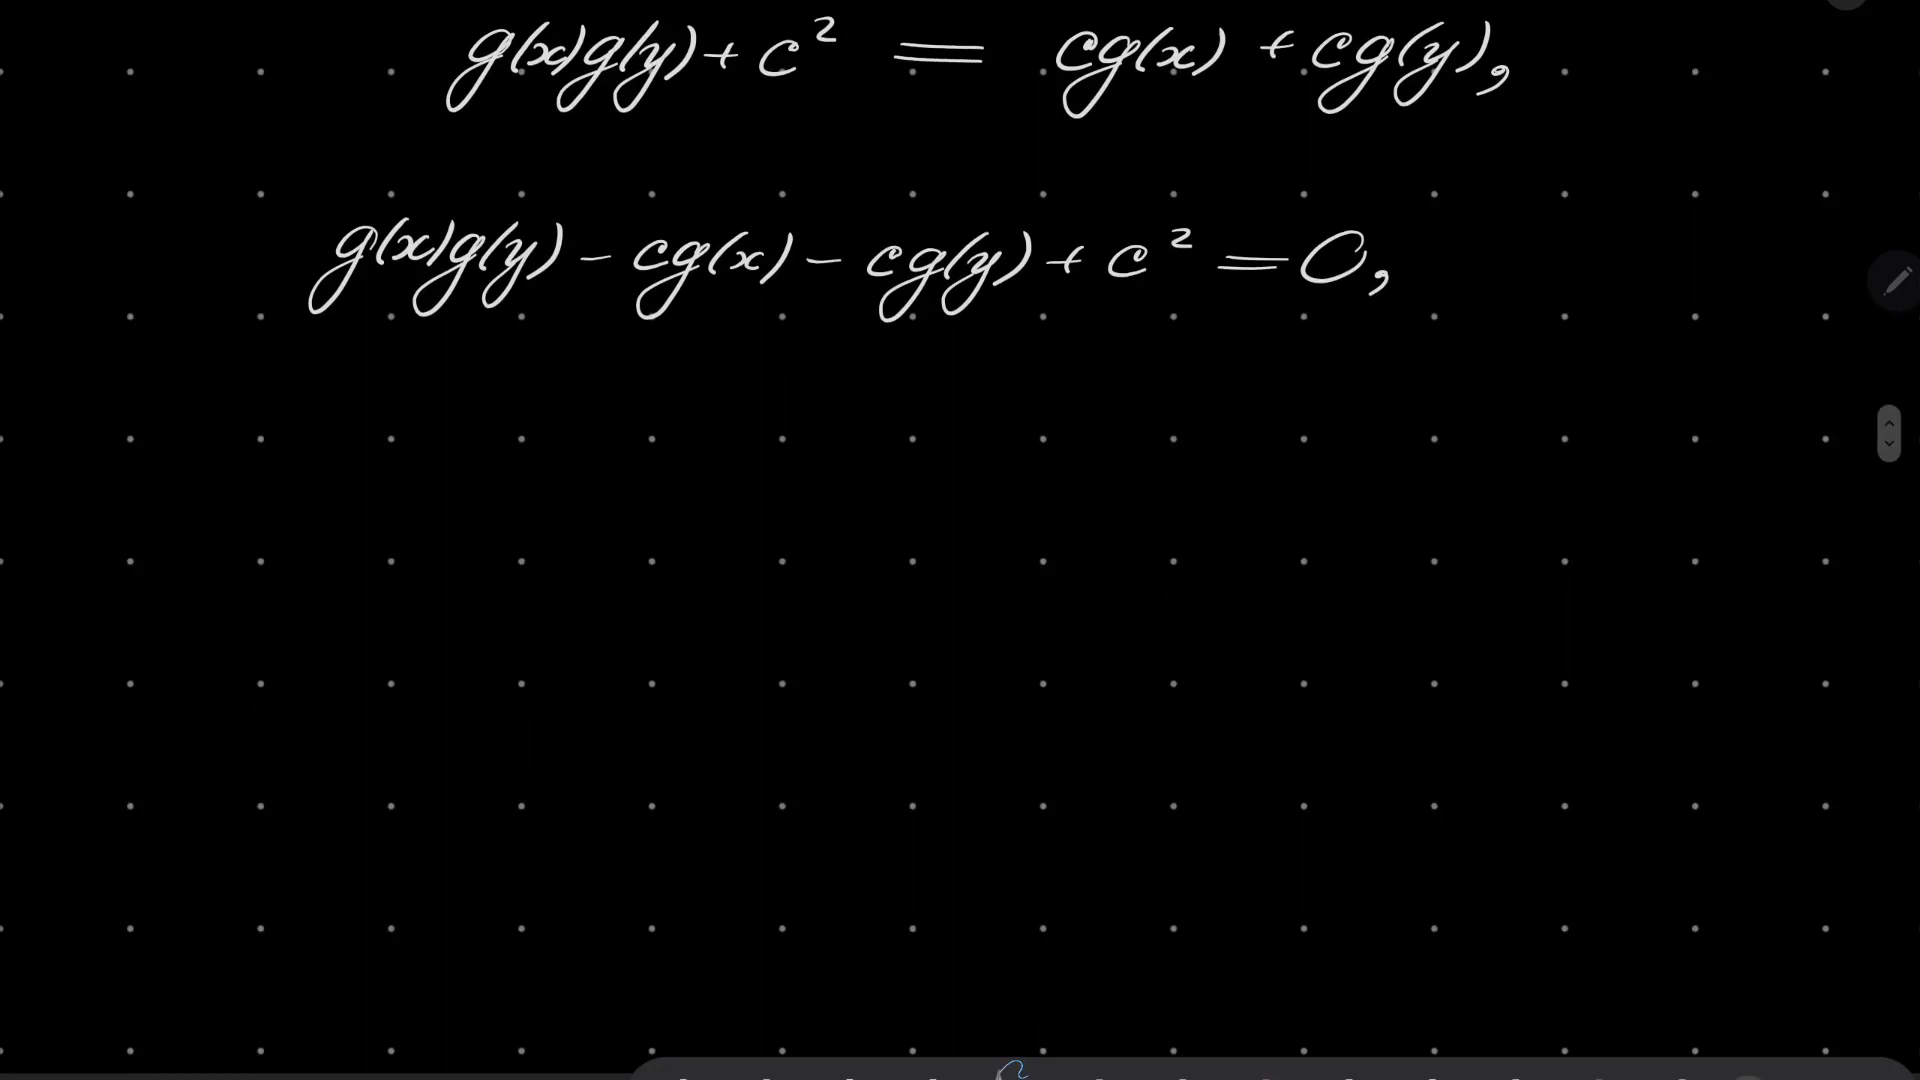 g(x)g(y) + c² = cg(x) + cg(y),
g(x)g(y) - cg(x) - cg(y) + c² = 0,